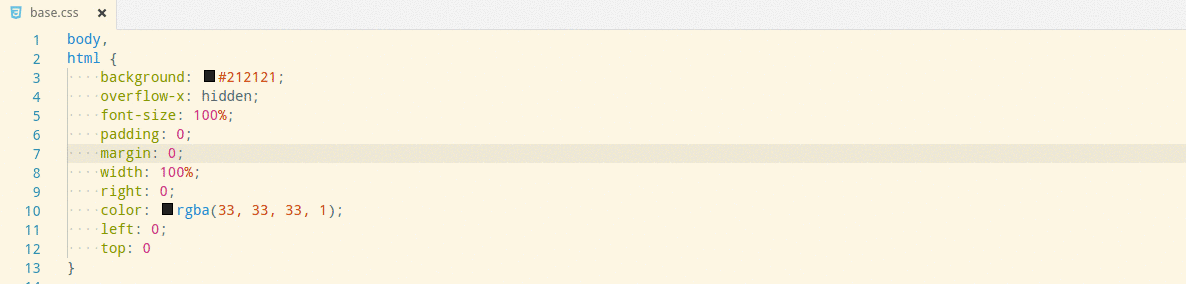 base.css ×
1 body,
2 html {
3 ····background: #212121;
4 ····overflow-x: hidden;
5 ····font-size: 100%;
6 ····padding: 0;
7 ····margin: 0;
8 ····width: 100%;
9 ····right: 0;
10 ····color: rgba(33, 33, 33, 1);
11 ····left: 0;
12 ····top: 0
13 }